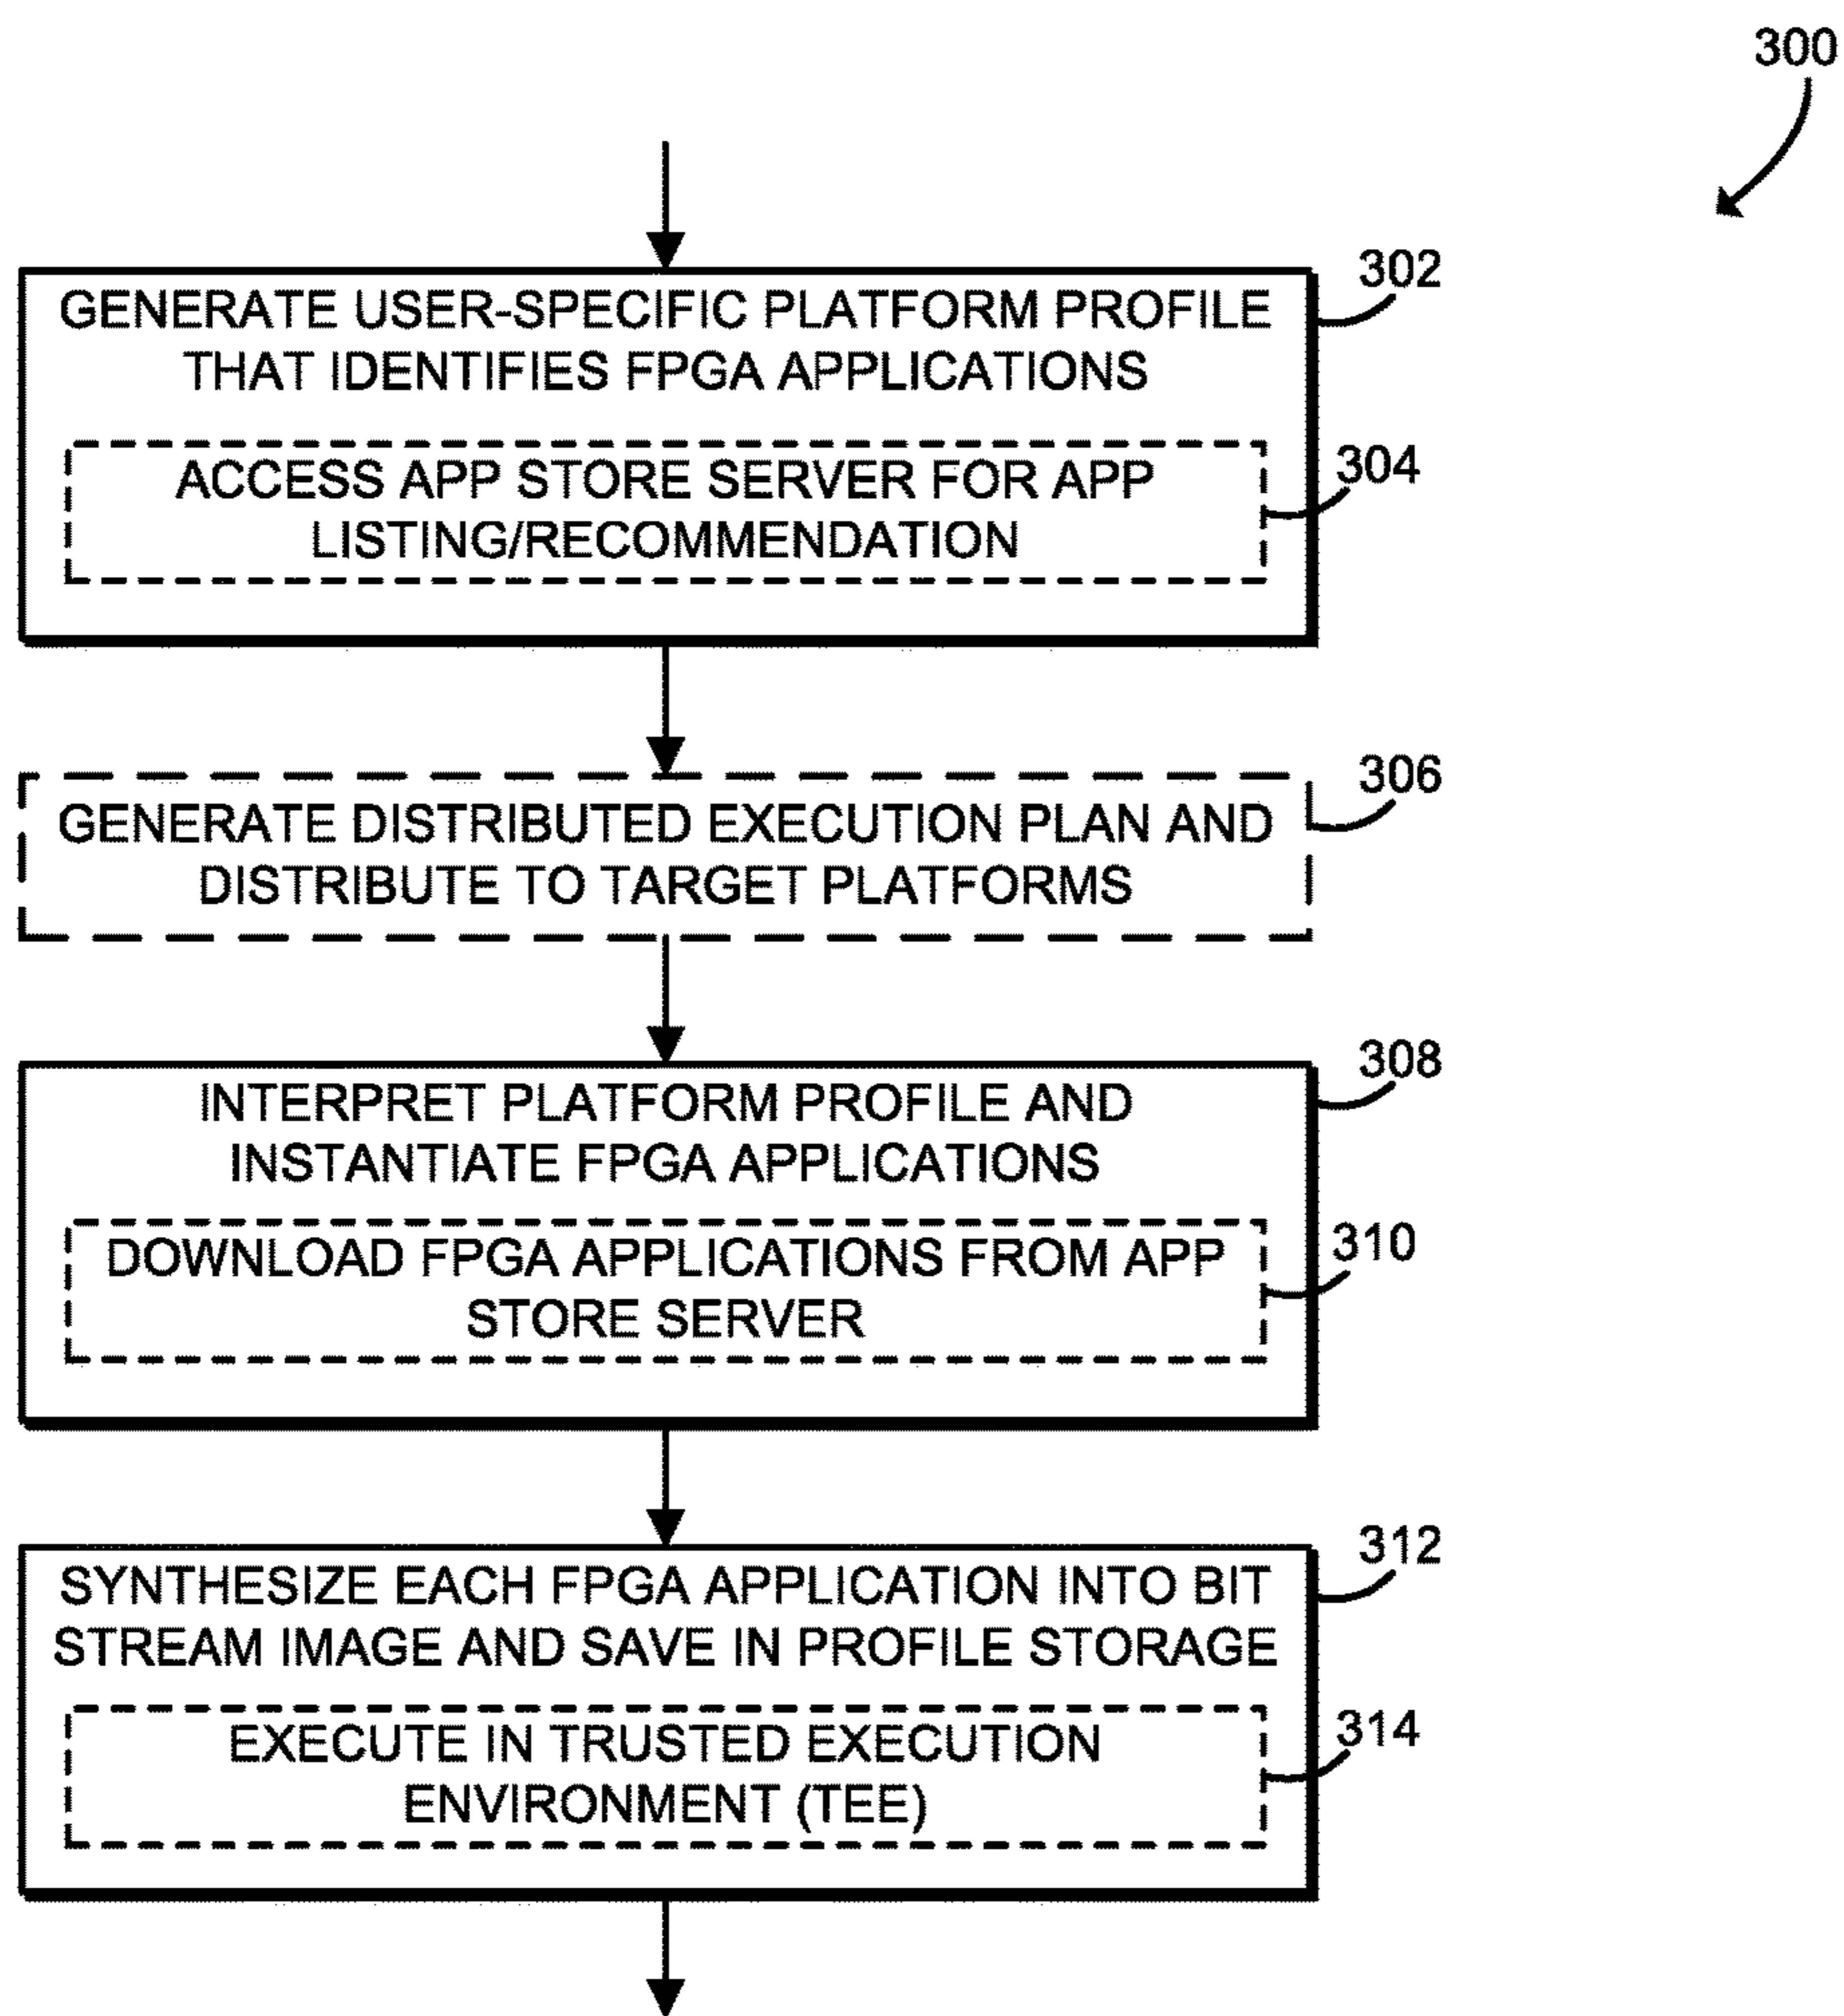 300
302
GENERATE USER-SPECIFIC PLATFORM PROFILE
THAT IDENTIFIES FPGA APPLICATIONS
304
ACCESS APP STORE SERVER FOR APP
LISTING/RECOMMENDATION
306
GENERATE DISTRIBUTED EXECUTION PLAN AND
DISTRIBUTE TO TARGET PLATFORMS
308
INTERPRET PLATFORM PROFILE AND
INSTANTIATE FPGA APPLICATIONS
310
DOWNLOAD FPGA APPLICATIONS FROM APP
STORE SERVER
312
SYNTHESIZE EACH FPGA APPLICATION INTO BIT
STREAM IMAGE AND SAVE IN PROFILE STORAGE
314
EXECUTE IN TRUSTED EXECUTION
ENVIRONMENT (TEE)